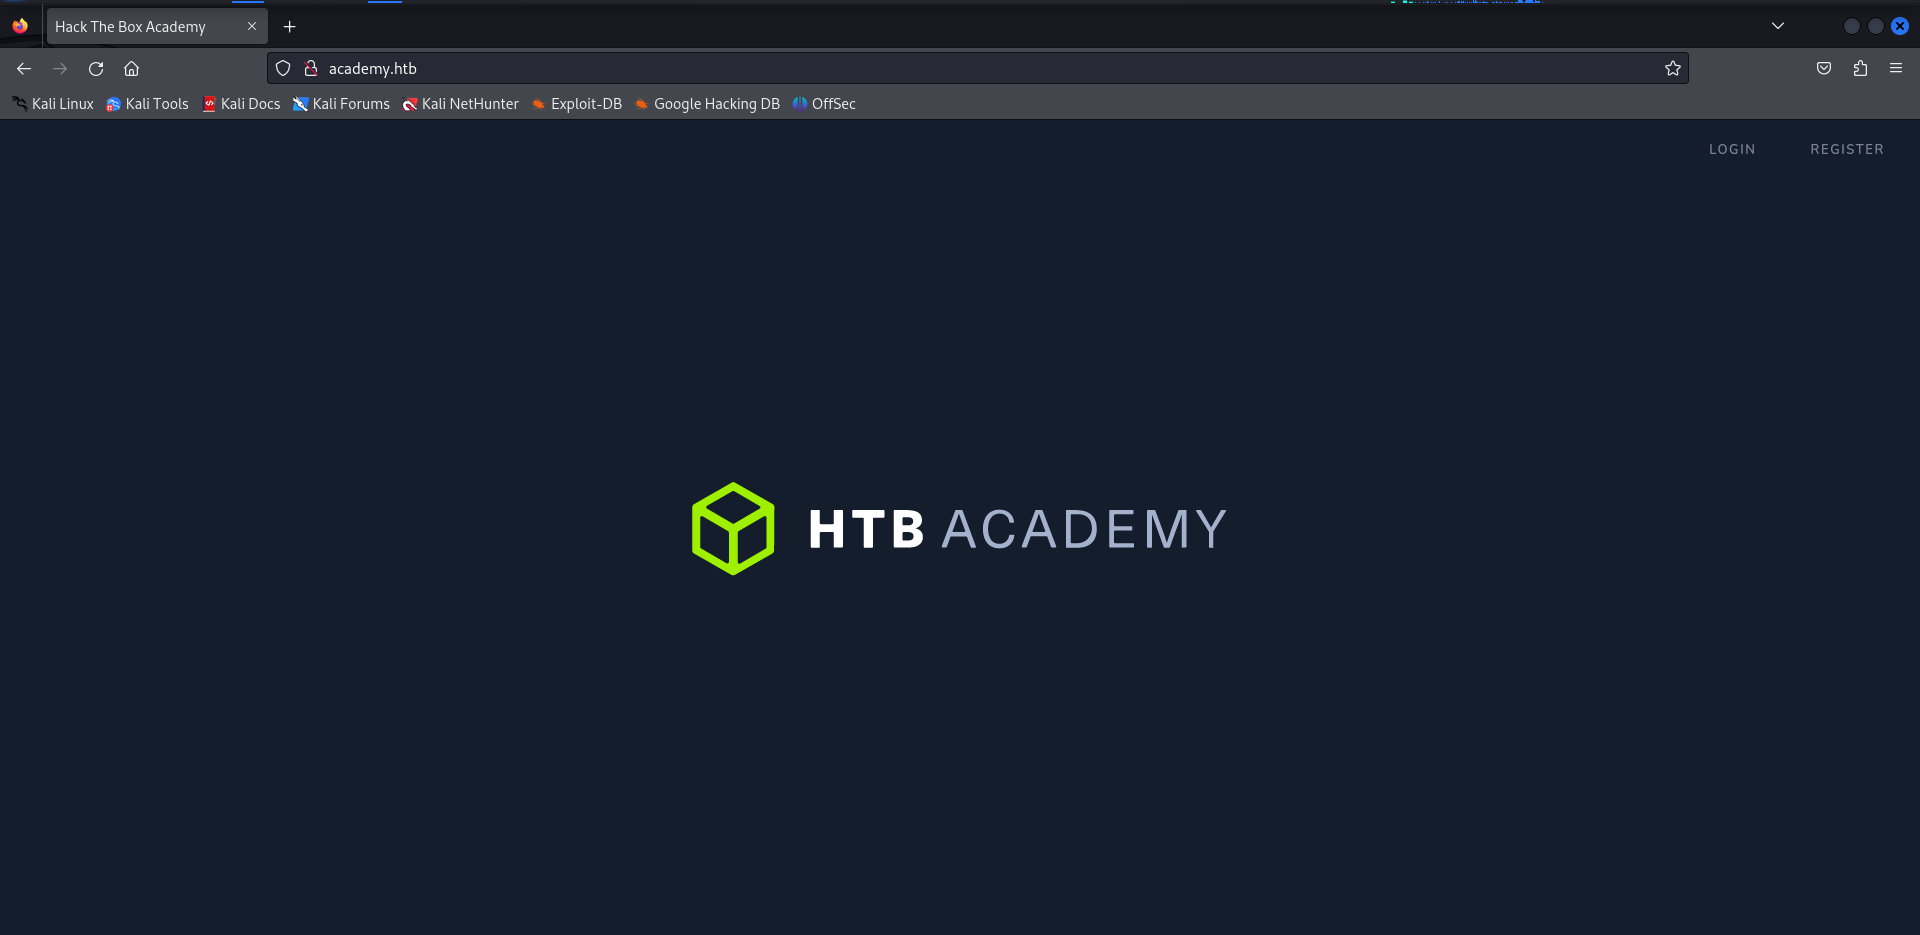 Hack The Box Academy
academy.htb
Kali Linux Kali Tools Kali Docs Kali Forums Kali NetHunter Exploit-DB Google Hacking DB OffSec
LOGIN REGISTER
HTB ACADEMY